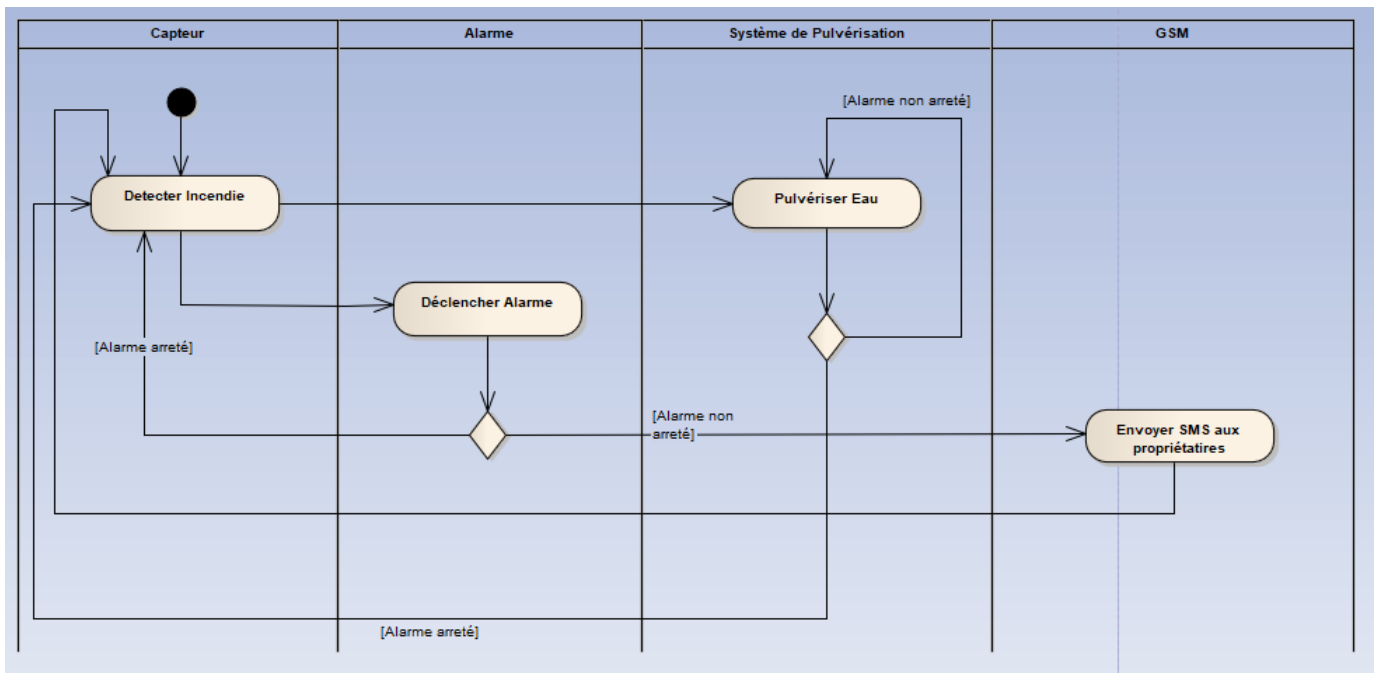 Capteur
Alarme
Système de Pulvérisation
GSM
[Alarme non arreté]
Detecter Incendie
Pulvériser Eau
Déclencher Alarme
[Alarme arreté]
[Alarme non
arreté]
Envoyer SMS aux
propriétatires
[Alarme arreté]